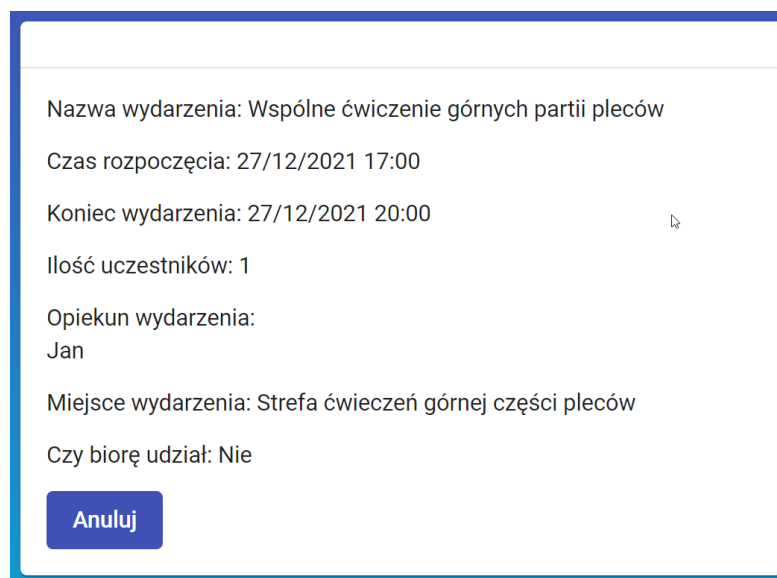 Nazwa wydarzenia: Wspólne ćwiczenie górnych partii pleców
Czas rozpoczęcia: 27/12/2021 17:00
Koniec wydarzenia: 27/12/2021 20:00
Ilość uczestników: 1
Opiekun wydarzenia:
Jan
Miejsce wydarzenia: Strefa ćwieczeń górnej części pleców
Czy biorę udział: Nie
Anuluj